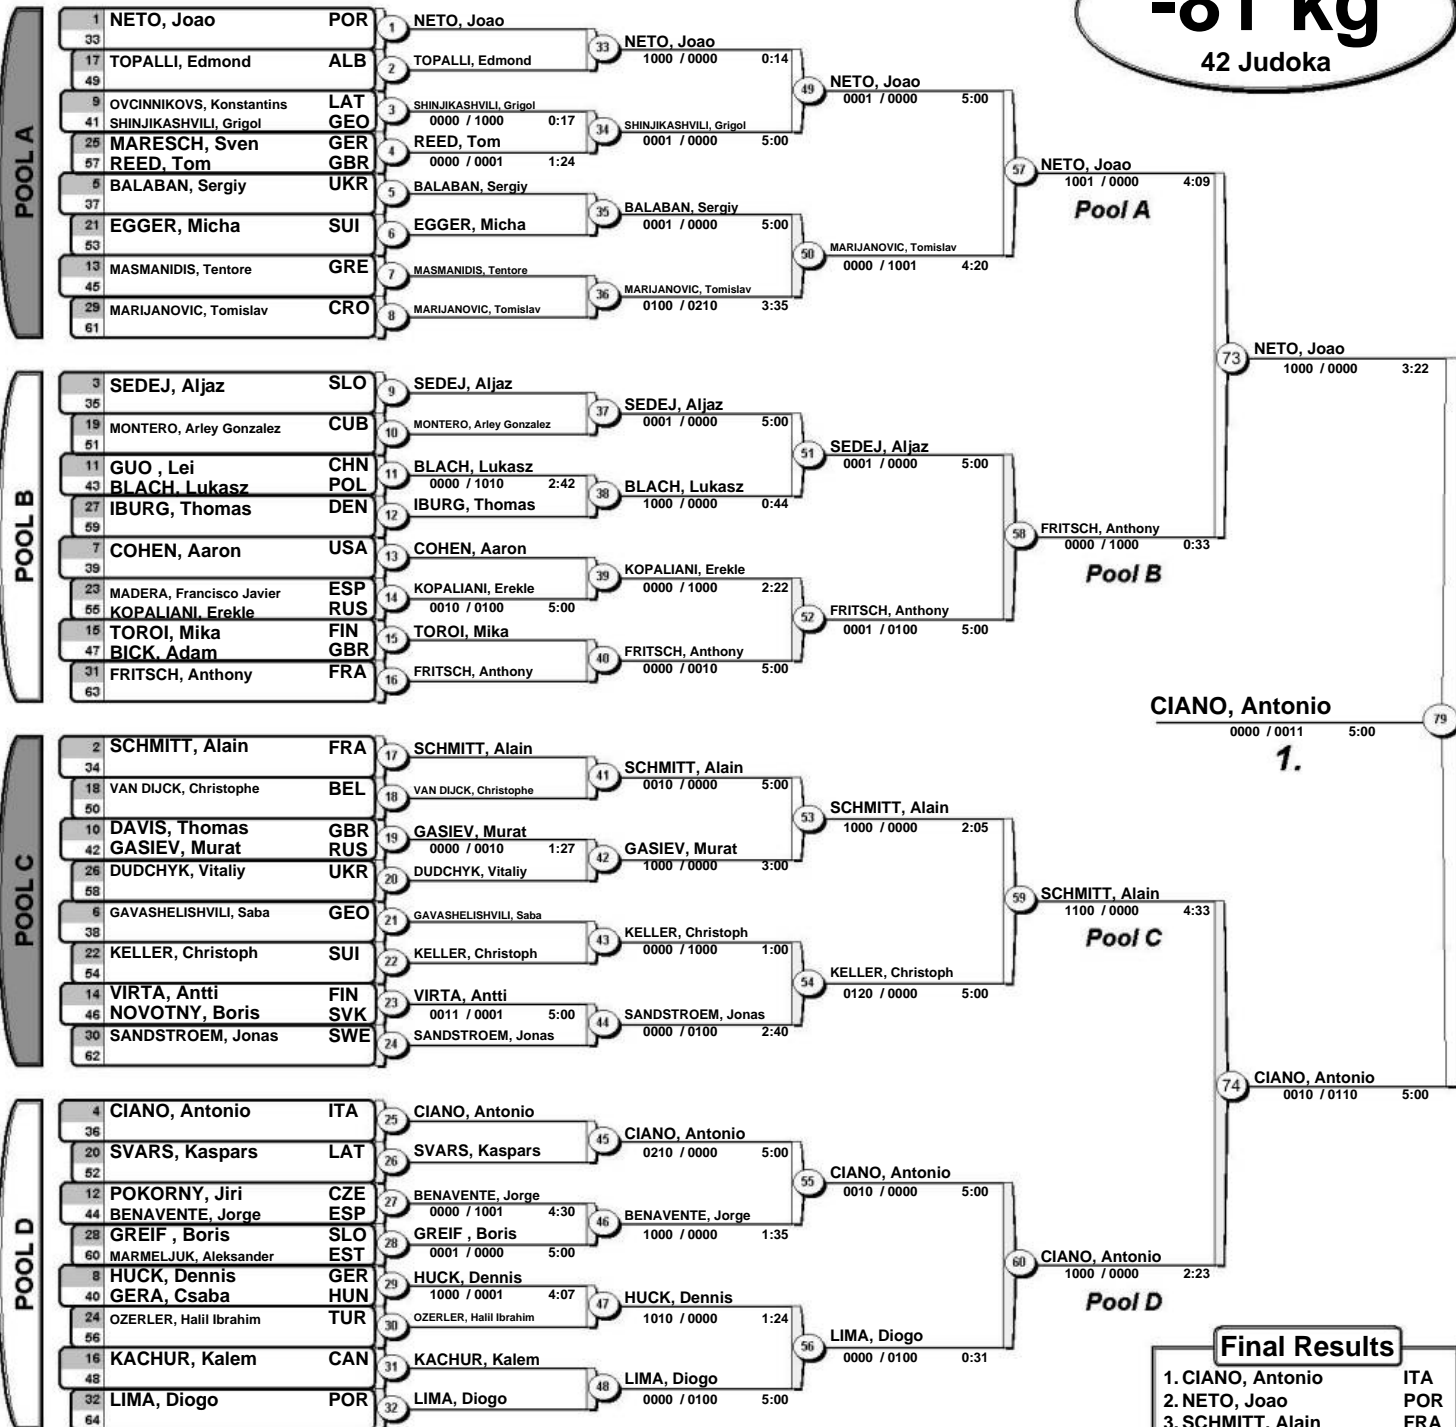 -81 kg
42 Judoka
POOL A
1 NETO, Joao POR
33
17 TOPALLI, Edmond ALB
49
9 OVCINNIKOVS, Konstantins LAT
41 SHINJIKASHVILI, Grigol GEO
25 MARESCH, Sven GER
57 REED, Tom GBR
5 BALABAN, Sergiy UKR
37
21 EGGER, Micha SUI
53
13 MASMANIDIS, Tentore GRE
45
29 MARIJANOVIC, Tomislav CRO
61
1 NETO, Joao
2 TOPALLI, Edmond
3 SHINJIKASHVILI, Grigol
0000 / 1000 0:17
4 REED, Tom
0000 / 0001 1:24
5 BALABAN, Sergiy
6 EGGER, Micha
7 MASMANIDIS, Tentore
8 MARIJANOVIC, Tomislav
33 NETO, Joao
1000 / 0000 0:14
34 SHINJIKASHVILI, Grigol
0001 / 0000 5:00
35 BALABAN, Sergiy
0001 / 0000 5:00
36 MARIJANOVIC, Tomislav
0100 / 0210 3:35
49 NETO, Joao
0001 / 0000 5:00
50 MARIJANOVIC, Tomislav
0000 / 1001 4:20
57 NETO, Joao
1001 / 0000 4:09
Pool A
POOL B
3 SEDEJ, Aljaz SLO
35
19 MONTERO, Arley Gonzalez CUB
51
11 GUO , Lei CHN
43 BLACH, Lukasz POL
27 IBURG, Thomas DEN
59
7 COHEN, Aaron USA
39
23 MADERA, Francisco Javier ESP
55 KOPALIANI, Erekle RUS
15 TOROI, Mika FIN
47 BICK, Adam GBR
31 FRITSCH, Anthony FRA
63
9 SEDEJ, Aljaz
10 MONTERO, Arley Gonzalez
11 BLACH, Lukasz
0000 / 1010 2:42
12 IBURG, Thomas
13 COHEN, Aaron
14 KOPALIANI, Erekle
0010 / 0100 5:00
15 TOROI, Mika
16 FRITSCH, Anthony
37 SEDEJ, Aljaz
0001 / 0000 5:00
38 BLACH, Lukasz
1000 / 0000 0:44
39 KOPALIANI, Erekle
0000 / 1000 2:22
40 FRITSCH, Anthony
0000 / 0010 5:00
51 SEDEJ, Aljaz
0001 / 0000 5:00
52 FRITSCH, Anthony
0001 / 0100 5:00
58 FRITSCH, Anthony
0000 / 1000 0:33
Pool B
73 NETO, Joao
1000 / 0000 3:22
CIANO, Antonio 79
0000 / 0011 5:00
1.
POOL C
2 SCHMITT, Alain FRA
34
18 VAN DIJCK, Christophe BEL
50
10 DAVIS, Thomas GBR
42 GASIEV, Murat RUS
26 DUDCHYK, Vitaliy UKR
58
6 GAVASHELISHVILI, Saba GEO
38
22 KELLER, Christoph SUI
54
14 VIRTA, Antti FIN
46 NOVOTNY, Boris SVK
30 SANDSTROEM, Jonas SWE
62
17 SCHMITT, Alain
18 VAN DIJCK, Christophe
19 GASIEV, Murat
0000 / 0010 1:27
20 DUDCHYK, Vitaliy
21 GAVASHELISHVILI, Saba
22 KELLER, Christoph
23 VIRTA, Antti
0011 / 0001 5:00
24 SANDSTROEM, Jonas
41 SCHMITT, Alain
0010 / 0000 5:00
42 GASIEV, Murat
1000 / 0000 3:00
43 KELLER, Christoph
0000 / 1000 1:00
44 SANDSTROEM, Jonas
0000 / 0100 2:40
53 SCHMITT, Alain
1000 / 0000 2:05
54 KELLER, Christoph
0120 / 0000 5:00
59 SCHMITT, Alain
1100 / 0000 4:33
Pool C
POOL D
4 CIANO, Antonio ITA
36
20 SVARS, Kaspars LAT
52
12 POKORNY, Jiri CZE
44 BENAVENTE, Jorge ESP
28 GREIF , Boris SLO
60 MARMELJUK, Aleksander EST
8 HUCK, Dennis GER
40 GERA, Csaba HUN
24 OZERLER, Halil Ibrahim TUR
56
16 KACHUR, Kalem CAN
48
32 LIMA, Diogo POR
64
25 CIANO, Antonio
26 SVARS, Kaspars
27 BENAVENTE, Jorge
0000 / 1001 4:30
28 GREIF , Boris
0001 / 0000 5:00
29 HUCK, Dennis
1000 / 0001 4:07
30 OZERLER, Halil Ibrahim
31 KACHUR, Kalem
32 LIMA, Diogo
45 CIANO, Antonio
0210 / 0000 5:00
46 BENAVENTE, Jorge
1000 / 0000 1:35
47 HUCK, Dennis
1010 / 0000 1:24
48 LIMA, Diogo
0000 / 0100 5:00
55 CIANO, Antonio
0010 / 0000 5:00
56 LIMA, Diogo
0000 / 0100 0:31
60 CIANO, Antonio
1000 / 0000 2:23
Pool D
74 CIANO, Antonio
0010 / 0110 5:00
Final Results
1. CIANO, Antonio ITA
2. NETO, Joao POR
3. SCHMITT, Alain FRA